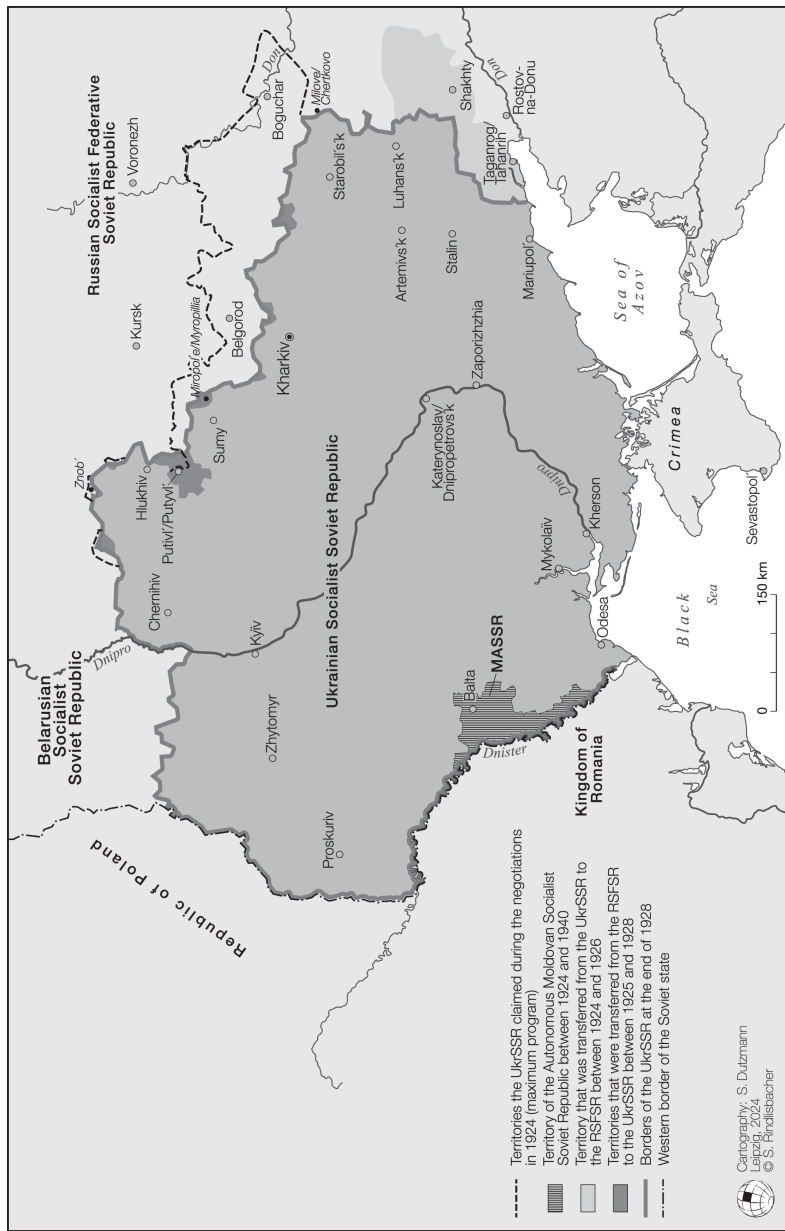 Russian Socialist Federative
Soviet Republic
Belarusian
Socialist
Soviet Republic
Republic of Poland
Ukrainian Socialist Soviet Republic
Kingdom of
Romania
MASSR
Voronezh
Kursk
Don
Boguchar
Milove/
Chertkovo
Miropol´e/Myropillia
Belgorod
Znob´
Hlukhiv
Putivl´/Putyvl´
Sumy
Chernihiv
Kharkiv
Starobil´s´k
Luhans´k
Artemivs´k
Stalin
Shakhty
Don
Rostov-
na-Donu
Taganrog/
Tahanrih
Mariupol´
Zaporizhzhia
Katerynoslav/
Dnipropetrovs´k
Dnipro
Dnipro
Kyïv
Zhytomyr
Proskuriv
Balta
Dnister
Mykolaïv
Kherson
Odesa
Sea of
Azov
Crimea
Sevastopol´
Black
Sea
0
150 km
Territories the UkrSSR claimed during the negotiations
in 1924 (maximum program)
Territory of the Autonomous Moldovan Socialist
Soviet Republic between 1924 and 1940
Territory that was transferred from the UkrSSR to
the RSFSR between 1924 and 1926
Territories that were transferred from the RSFSR
to the UkrSSR between 1925 and 1928
Borders of the UkrSSR at the end of 1928
Western border of the Soviet state
Cartography: S. Dutzmann
Leipzig, 2024
© S. Rindlisbacher